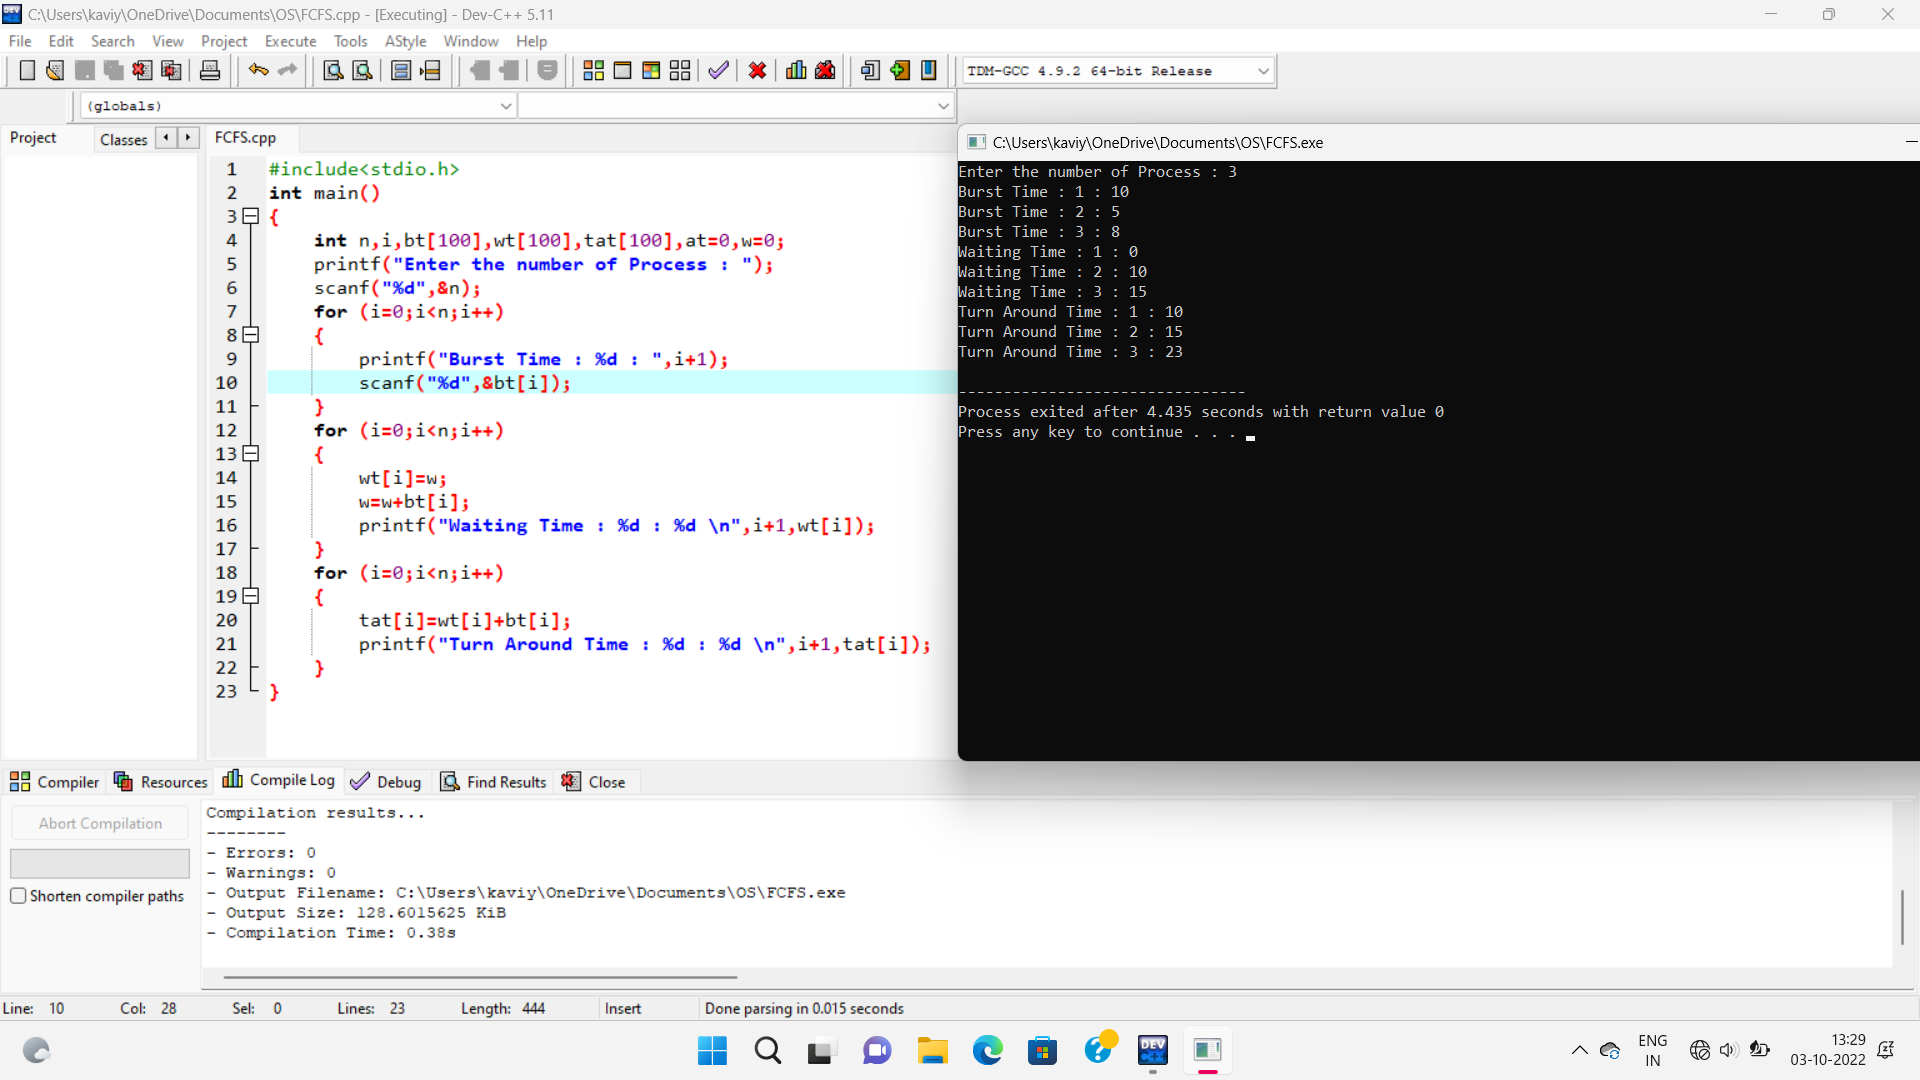 C:\Users\kaviy\OneDrive\Documents\OS\FCFS.cpp - [Executing] - Dev-C++ 5.11
File Edit Search View Project Execute Tools AStyle Window Help
TDM-GCC 4.9.2 64-bit Release
(globals)
Project Classes FCFS.cpp
1 #include<stdio.h>
2 int main()
3 {
4 int n,i,bt[100],wt[100],tat[100],at=0,w=0;
5 printf("Enter the number of Process : ");
6 scanf("%d",&n);
7 for (i=0;i<n;i++)
8 {
9 printf("Burst Time : %d : ",i+1);
10 scanf("%d",&bt[i]);
11 }
12 for (i=0;i<n;i++)
13 {
14 wt[i]=w;
15 w=w+bt[i];
16 printf("Waiting Time : %d : %d \n",i+1,wt[i]);
17 }
18 for (i=0;i<n;i++)
19 {
20 tat[i]=wt[i]+bt[i];
21 printf("Turn Around Time : %d : %d \n",i+1,tat[i]);
22 }
23 }
C:\Users\kaviy\OneDrive\Documents\OS\FCFS.exe
Enter the number of Process : 3
Burst Time : 1 : 10
Burst Time : 2 : 5
Burst Time : 3 : 8
Waiting Time : 1 : 0
Waiting Time : 2 : 10
Waiting Time : 3 : 15
Turn Around Time : 1 : 10
Turn Around Time : 2 : 15
Turn Around Time : 3 : 23
--------------------------------
Process exited after 4.435 seconds with return value 0
Press any key to continue . . .
Compiler Resources Compile Log Debug Find Results Close
Abort Compilation
Shorten compiler paths
Compilation results...
--------
- Errors: 0
- Warnings: 0
- Output Filename: C:\Users\kaviy\OneDrive\Documents\OS\FCFS.exe
- Output Size: 128.6015625 KiB
- Compilation Time: 0.38s
Line: 10 Col: 28 Sel: 0 Lines: 23 Length: 444 Insert Done parsing in 0.015 seconds
DEV C++
ENG
IN
13:29
03-10-2022